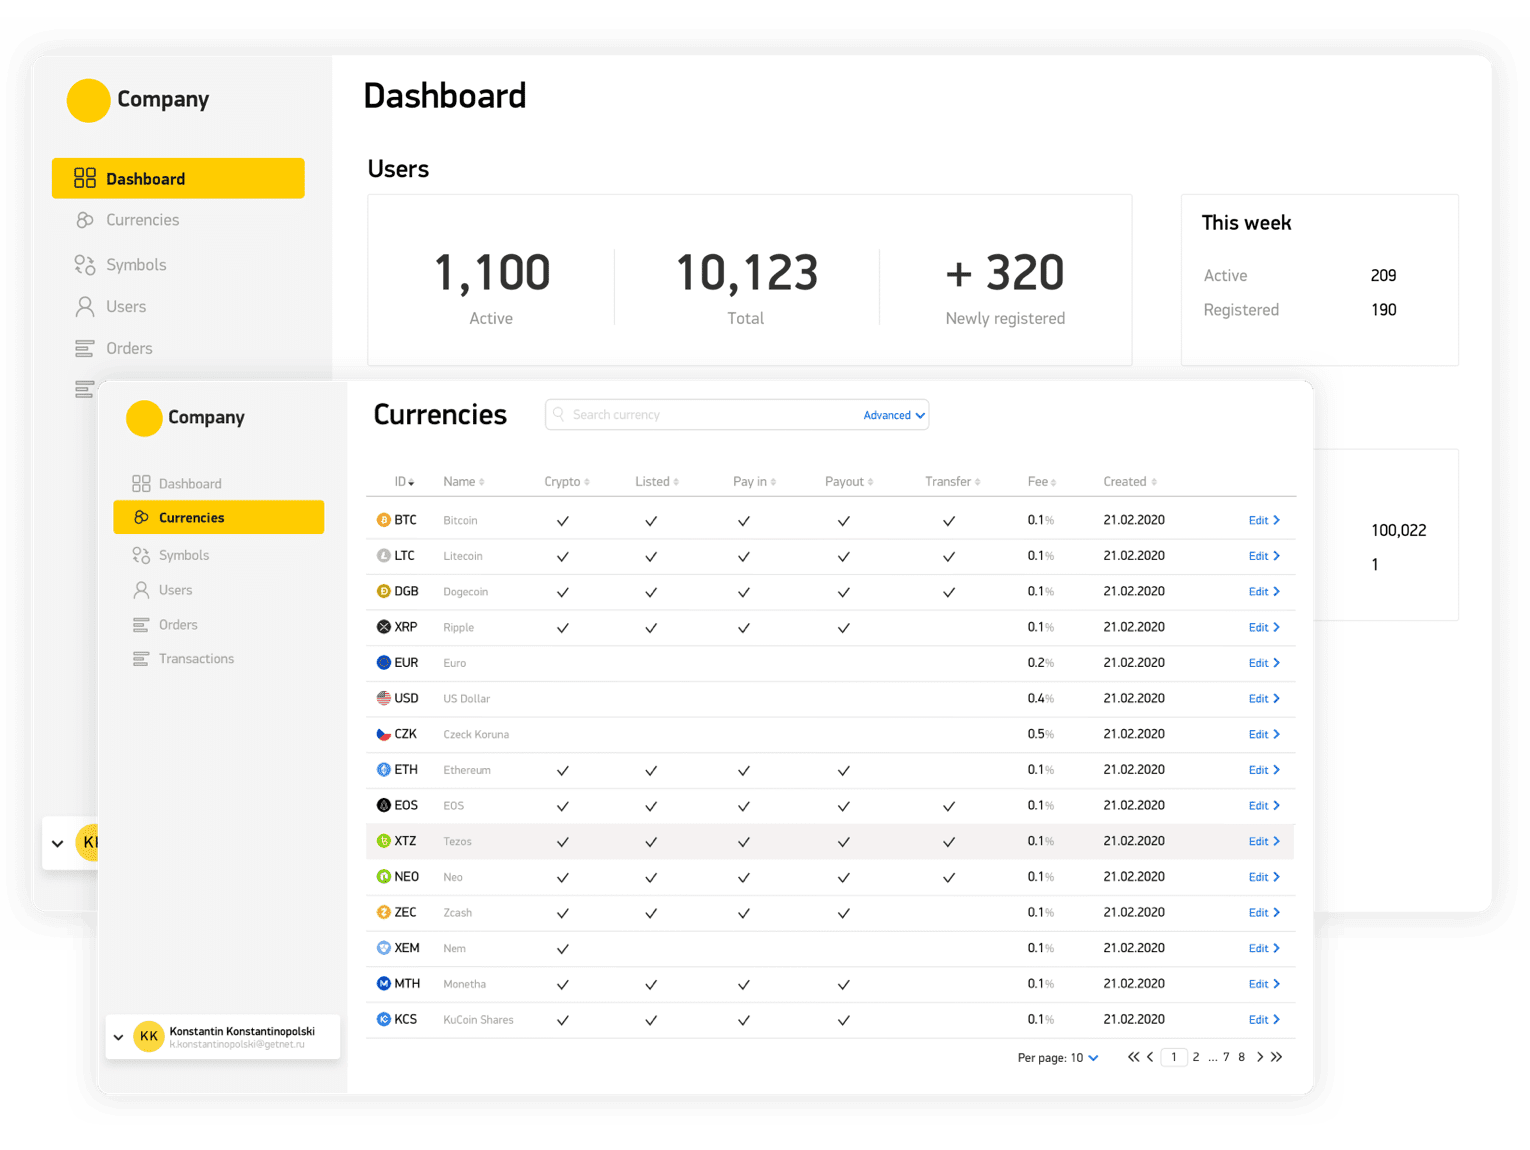 Company
Dashboard
Currencies
Symbols
Users
Orders
Dashboard
Users
1,100
Active
10,123
Total
+ 320
Newly registered
This week
Active 209
Registered 190
100,022
1
KK
Company
Dashboard
Currencies
Symbols
Users
Orders
Transactions
KK Konstantin Konstantinopolski
k.konstantinopolski@getnet.ru
Currencies
Search currency Advanced
ID Name Crypto Listed Pay in Payout Transfer Fee Created
BTC Bitcoin ✓ ✓ ✓ ✓ ✓ 0.1% 21.02.2020 Edit
LTC Litecoin ✓ ✓ ✓ ✓ ✓ 0.1% 21.02.2020 Edit
DGB Dogecoin ✓ ✓ ✓ ✓ ✓ 0.1% 21.02.2020 Edit
XRP Ripple ✓ ✓ ✓ ✓ 0.1% 21.02.2020 Edit
EUR Euro 0.2% 21.02.2020 Edit
USD US Dollar 0.4% 21.02.2020 Edit
CZK Czeck Koruna 0.5% 21.02.2020 Edit
ETH Ethereum ✓ ✓ ✓ ✓ 0.1% 21.02.2020 Edit
EOS EOS ✓ ✓ ✓ ✓ ✓ 0.1% 21.02.2020 Edit
XTZ Tezos ✓ ✓ ✓ ✓ ✓ 0.1% 21.02.2020 Edit
NEO Neo ✓ ✓ ✓ ✓ ✓ 0.1% 21.02.2020 Edit
ZEC Zcash ✓ ✓ ✓ ✓ 0.1% 21.02.2020 Edit
XEM Nem ✓ 0.1% 21.02.2020 Edit
MTH Monetha ✓ ✓ ✓ ✓ 0.1% 21.02.2020 Edit
KCS KuCoin Shares ✓ ✓ ✓ ✓ 0.1% 21.02.2020 Edit
Per page: 10 « < 1 2 ... 7 8 > »